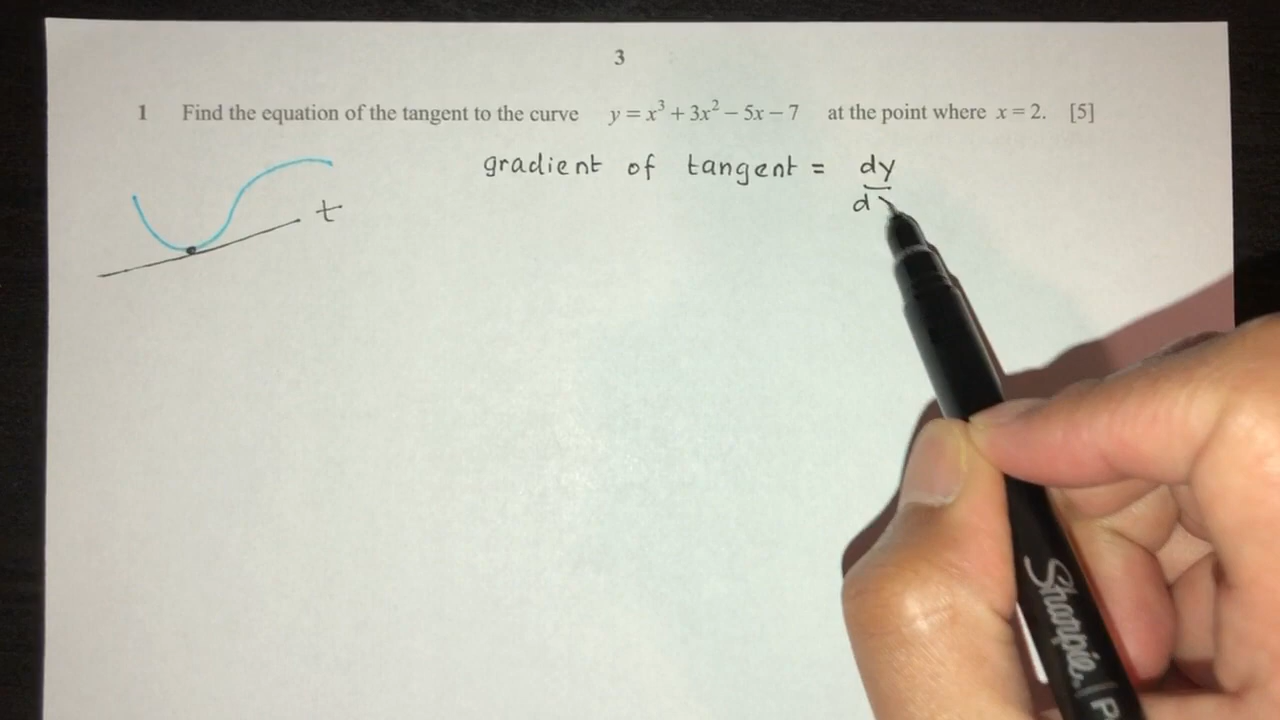 3
1 Find the equation of the tangent to the curve y = x³ + 3x² – 5x – 7 at the point where x = 2. [5]
gradient of tangent = dy
d
t
Sharpie.